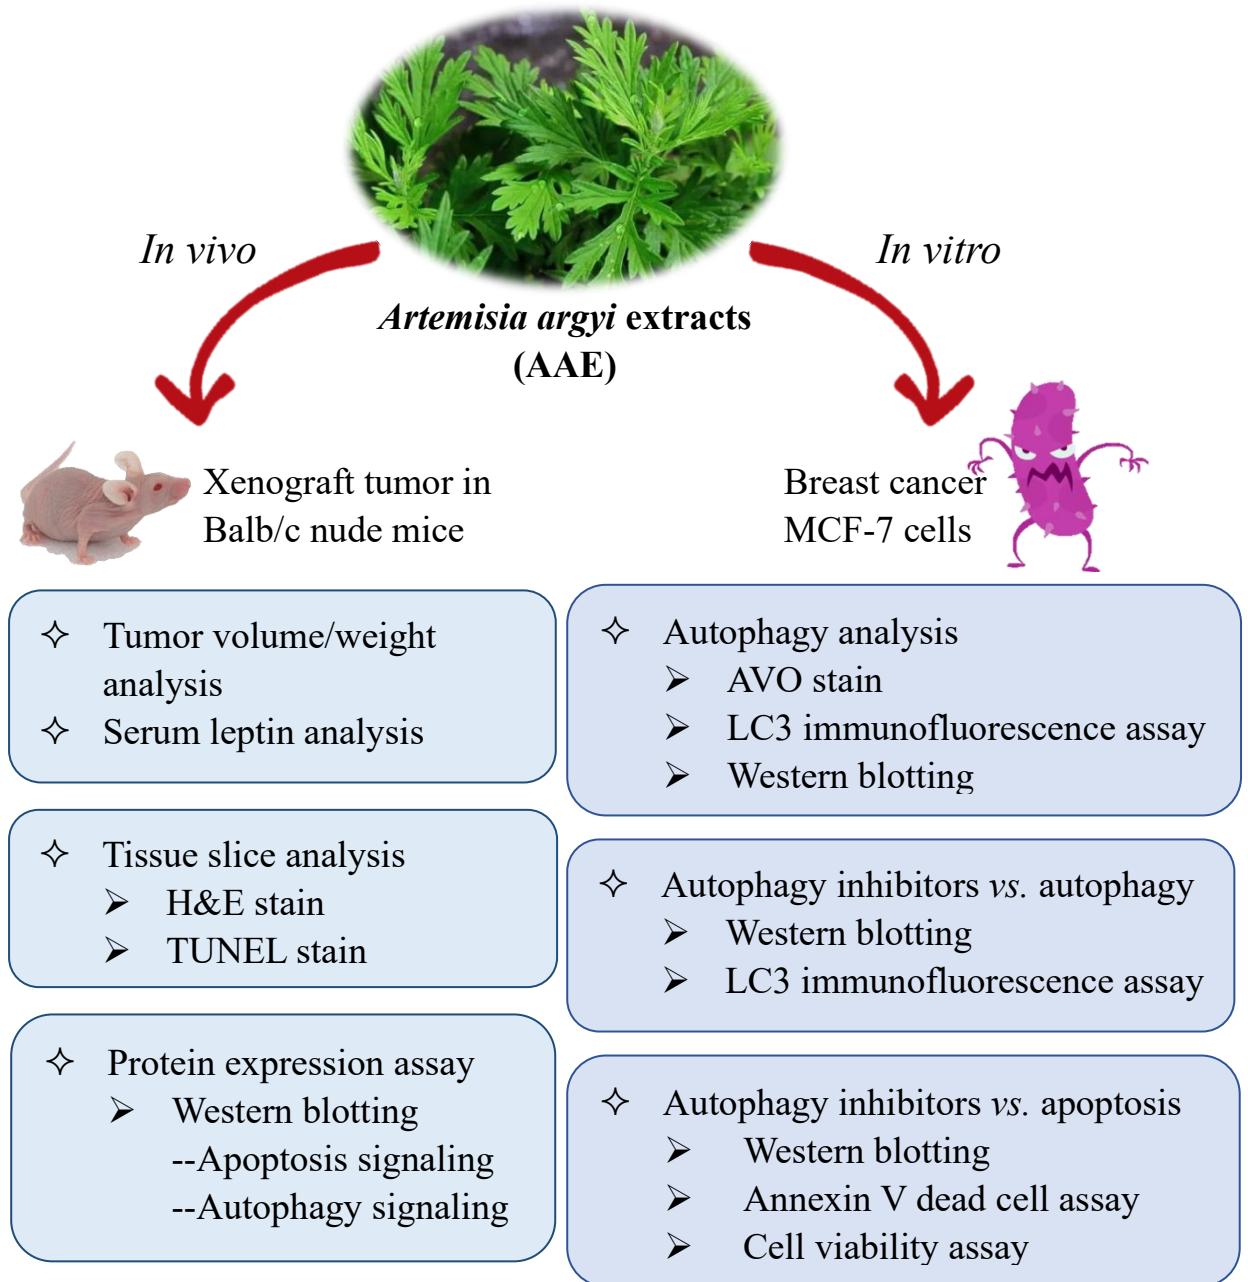 In vivo
In vitro
Artemisia argyi extracts
(AAE)
Xenograft tumor in
Balb/c nude mice
Breast cancer
MCF-7 cells
✧ Tumor volume/weight
analysis
✧ Serum leptin analysis
✧ Tissue slice analysis
➢ H&E stain
➢ TUNEL stain
✧ Protein expression assay
➢ Western blotting
--Apoptosis signaling
--Autophagy signaling
✧ Autophagy analysis
➢ AVO stain
➢ LC3 immunofluorescence assay
➢ Western blotting
✧ Autophagy inhibitors vs. autophagy
➢ Western blotting
➢ LC3 immunofluorescence assay
✧ Autophagy inhibitors vs. apoptosis
➢ Western blotting
➢ Annexin V dead cell assay
➢ Cell viability assay